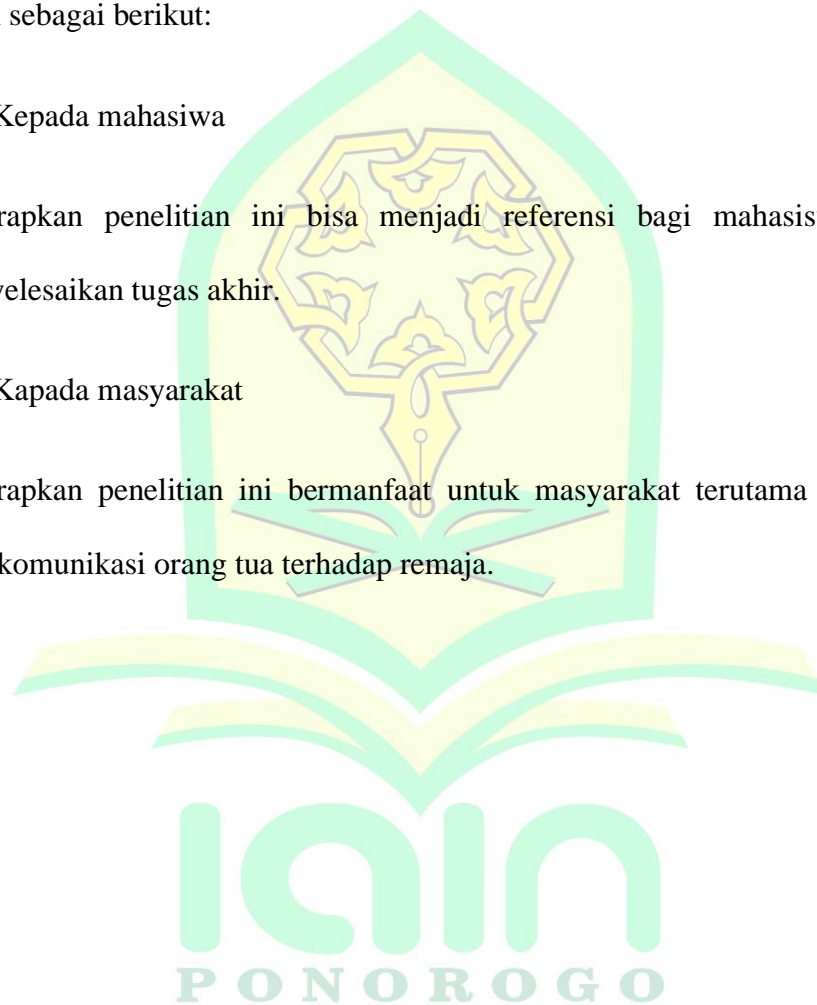 sebagai berikut:
Kepada mahasiwa
rapkan penelitian ini bisa menjadi referensi bagi mahasis
elesaikan tugas akhir.
Kapada masyarakat
rapkan penelitian ini bermanfaat untuk masyarakat terutama
komunikasi orang tua terhadap remaja.
iain
PONOROGO